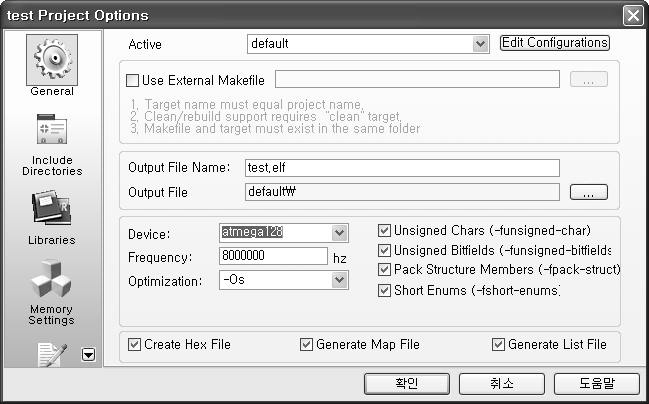 test Project Options
General
Include
Directories
Libraries
Memory
Settings
Active
default
Edit Configurations
Use External Makefile
...
1. Target name must equal project name.
2. Clean/rebuild support requires "clean" target.
3. Makefile and target must exist in the same folder
Output File Name:
test.elf
Output File
default₩
...
Device:
atmega128
Frequency:
8000000
hz
Optimization:
-Os
Unsigned Chars (-funsigned-char)
Unsigned Bitfields (-funsigned-bitfields
Pack Structure Members (-fpack-struct)
Short Enums (-fshort-enums)
Create Hex File
Generate Map File
Generate List File
확인
취소
도움말